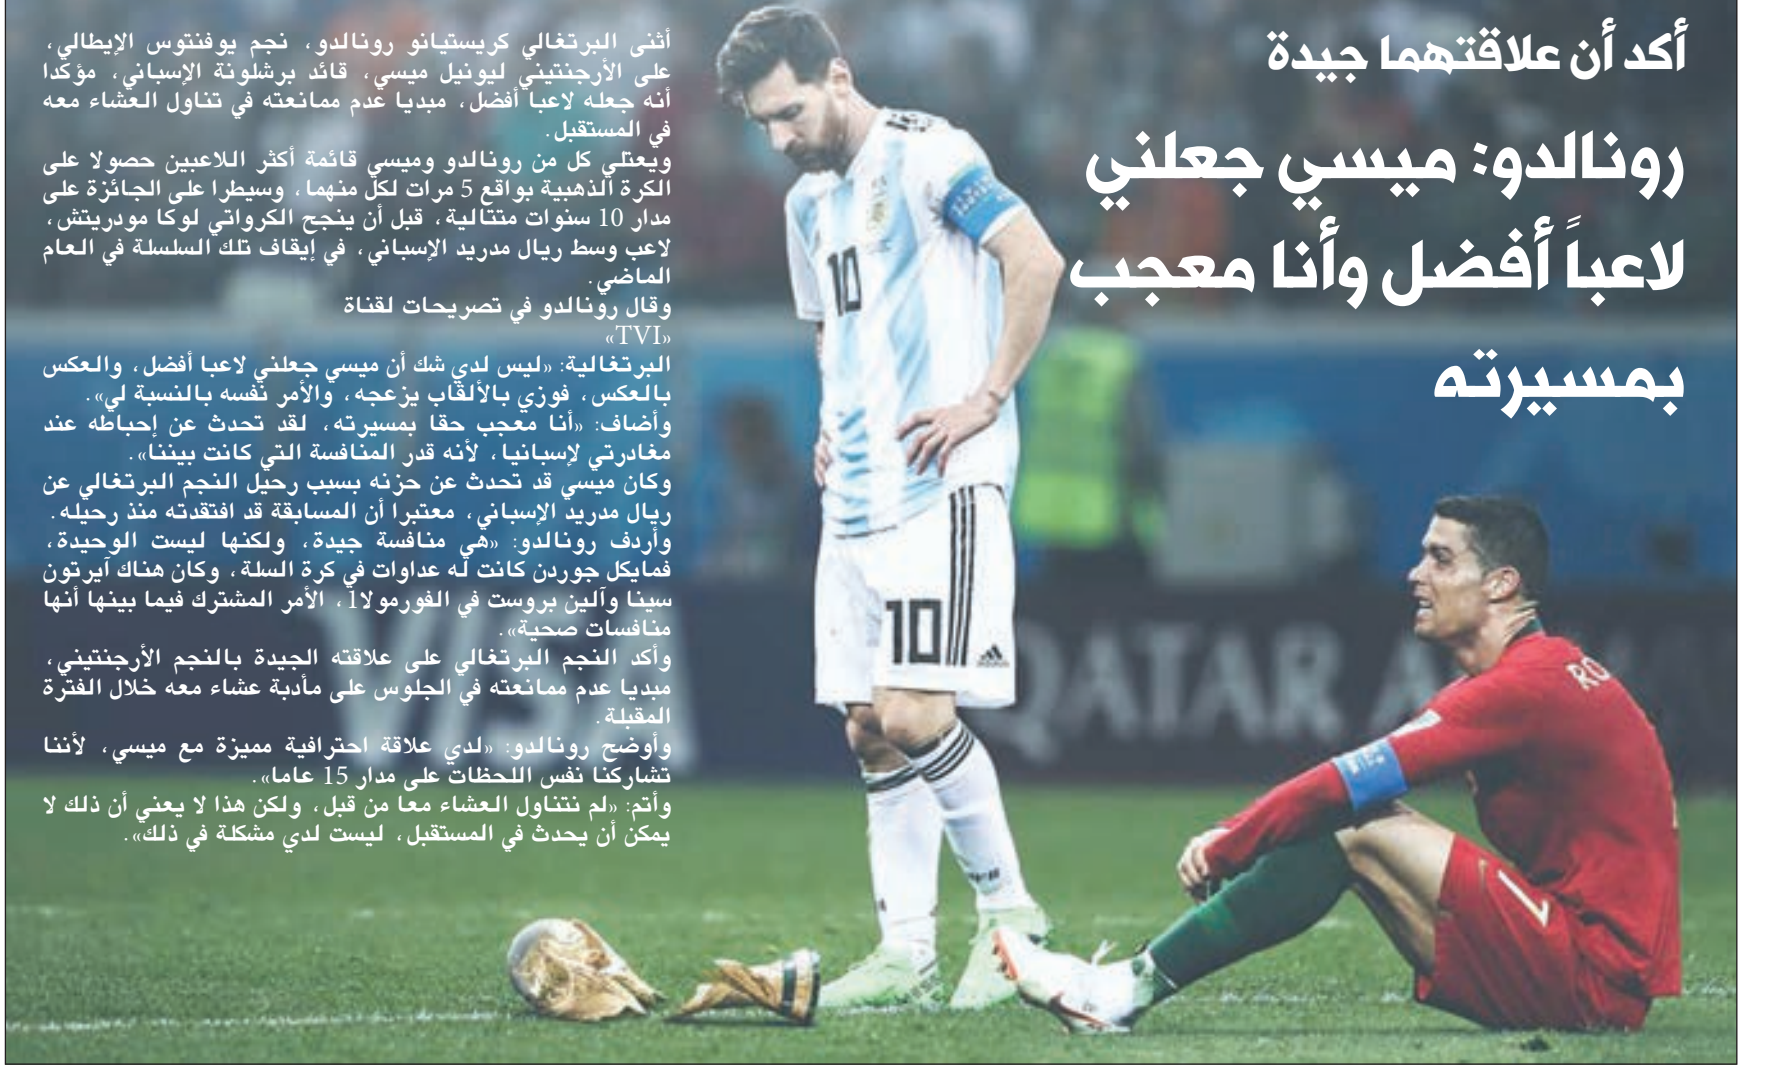 أكد أن علاقتهما جيدة
رونالدو: ميسي جعلني
لاعباً أفضل وأنا معجب
بمسيرته
أثنى البرتغالي كريستيانو رونالدو، نجم يوفنتوس الإيطالي،
على الأرجنتيني ليونيل ميسي، قائد برشلونة الإسباني، مؤكدا
أنه جعله لاعبا أفضل، مبديا عدم ممانعته في تناول العشاء معه
في المستقبل.
ويعتلي كل من رونالدو وميسي قائمة أكثر اللاعبين حصولا على
الكرة الذهبية بواقع 5 مرات لكل منهما، وسيطرا على الجائزة على
مدار 10 سنوات متتالية، قبل أن ينجح الكرواتي لوكا مودريتش،
لاعب وسط ريال مدريد الإسباني، في إيقاف تلك السلسلة في العام
الماضي.
وقال رونالدو في تصريحات لقناة
«TVI»
البرتغالية: «ليس لدي شك أن ميسي جعلني لاعبا أفضل، والعكس
بالعكس، فوزي بالألقاب يزعجه، والأمر نفسه بالنسبة لي».
وأضاف: «أنا معجب حقا بمسيرته، لقد تحدث عن إحباطه عند
مغادرتي لإسبانيا، لأنه قدر المنافسة التي كانت بيننا».
وكان ميسي قد تحدث عن حزنه بسبب رحيل النجم البرتغالي عن
ريال مدريد الإسباني، معتبرا أن المسابقة قد افتقدته منذ رحيله.
وأردف رونالدو: «هي منافسة جيدة، ولكنها ليست الوحيدة،
فمايكل جوردن كانت له عداوات في كرة السلة، وكان هناك آيرتون
سينا وآلين بروست في الفورمولا1، الأمر المشترك فيما بينها أنها
منافسات صحية».
وأكد النجم البرتغالي على علاقته الجيدة بالنجم الأرجنتيني،
مبديا عدم ممانعته في الجلوس على مأدبة عشاء معه خلال الفترة
المقبلة.
وأوضح رونالدو: «لدي علاقة احترافية مميزة مع ميسي، لأننا
تشاركنا نفس اللحظات على مدار 15 عاما».
وأتم: «لم نتناول العشاء معا من قبل، ولكن هذا لا يعني أن ذلك لا
يمكن أن يحدث في المستقبل، ليست لدي مشكلة في ذلك».
10
10
VISA
QATAR A
RO
7